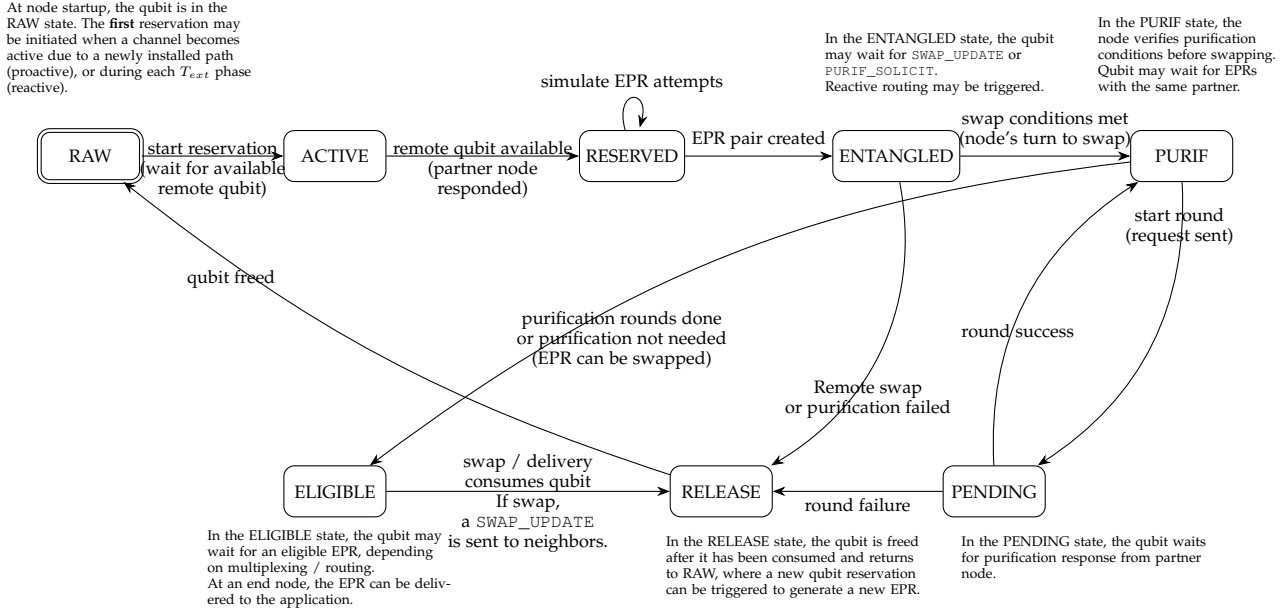 At node startup, the qubit is in the
RAW state. The first reservation may
be initiated when a channel becomes
active due to a newly installed path
(proactive), or during each T_ext phase
(reactive).
In the ENTANGLED state, the qubit
may wait for SWAP_UPDATE or
PURIF_SOLICIT.
Reactive routing may be triggered.
In the PURIF state, the
node verifies purification
conditions before swapping.
Qubit may wait for EPRs
with the same partner.
simulate EPR attempts
RAW
start reservation
(wait for available
remote qubit)
ACTIVE
remote qubit available
(partner node
responded)
RESERVED
EPR pair created
ENTANGLED
swap conditions met
(node's turn to swap)
PURIF
start round
(request sent)
qubit freed
purification rounds done
or purification not needed
(EPR can be swapped)
round success
Remote swap
or purification failed
ELIGIBLE
swap / delivery
consumes qubit
If swap,
a SWAP_UPDATE
is sent to neighbors.
RELEASE
round failure
PENDING
In the ELIGIBLE state, the qubit may
wait for an eligible EPR, depending
on multiplexing / routing.
At an end node, the EPR can be deliv-
ered to the application.
In the RELEASE state, the qubit is freed
after it has been consumed and returns
to RAW, where a new qubit reservation
can be triggered to generate a new EPR.
In the PENDING state, the qubit waits
for purification response from partner
node.